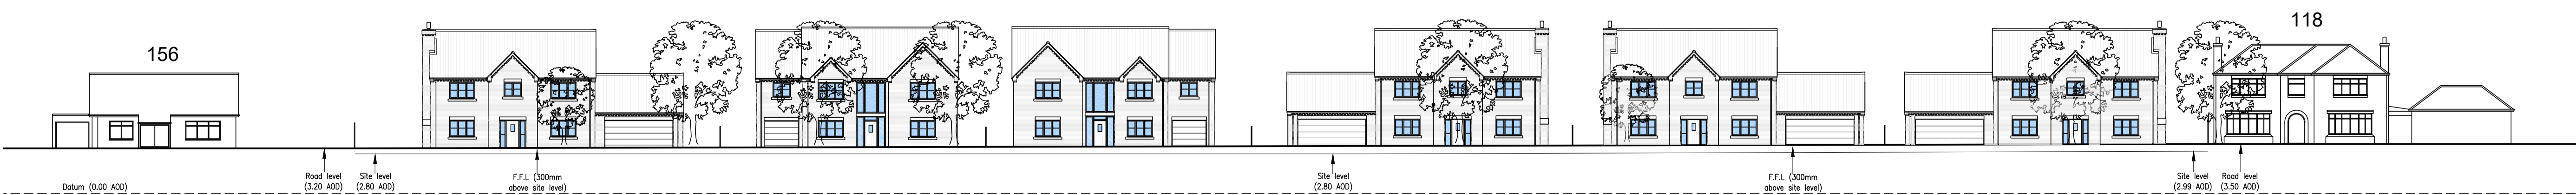 156
118
Road level
(3.20 AOD)
Site level
(2.80 AOD)
F.F.L (300mm
above site level)
Site level
(2.80 AOD)
F.F.L (300mm
above site level)
Site level
(2.99 AOD)
Road level
(3.50 AOD)
Datum (0.00 AOD)